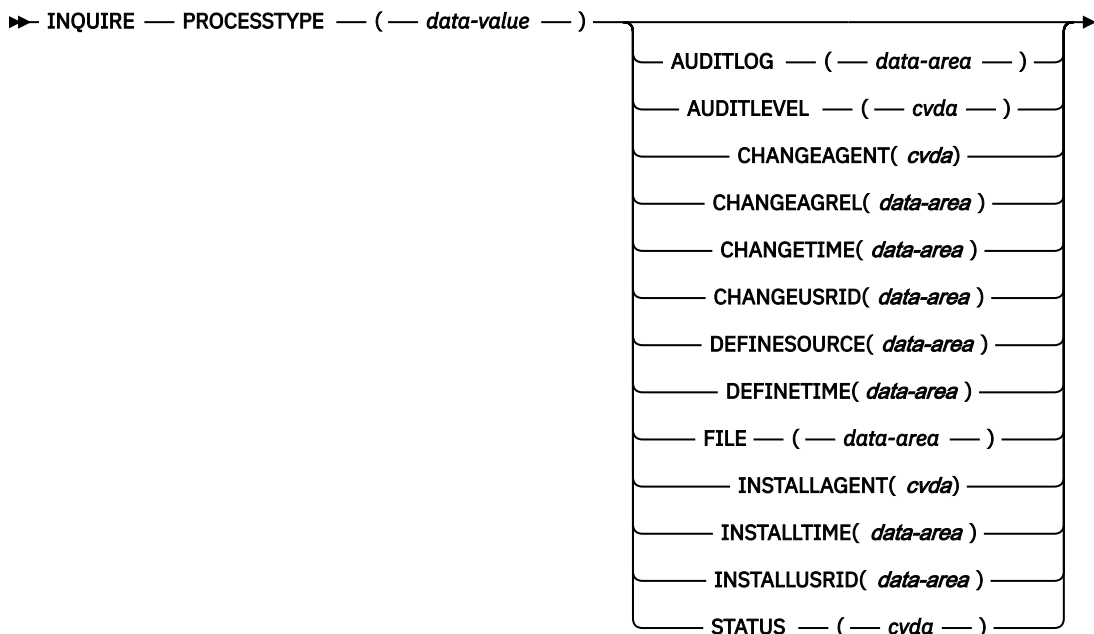 INQUIRE PROCESSTYPE ( data-value )
AUDITLOG ( data-area )
AUDITLEVEL ( cvda )
CHANGEAGENT( cvda)
CHANGEAGREL( data-area )
CHANGETIME( data-area )
CHANGEUSRID( data-area )
DEFINESOURCE( data-area )
DEFINETIME( data-area )
FILE ( data-area )
INSTALLAGENT( cvda)
INSTALLTIME( data-area )
INSTALLUSRID( data-area )
STATUS ( cvda )